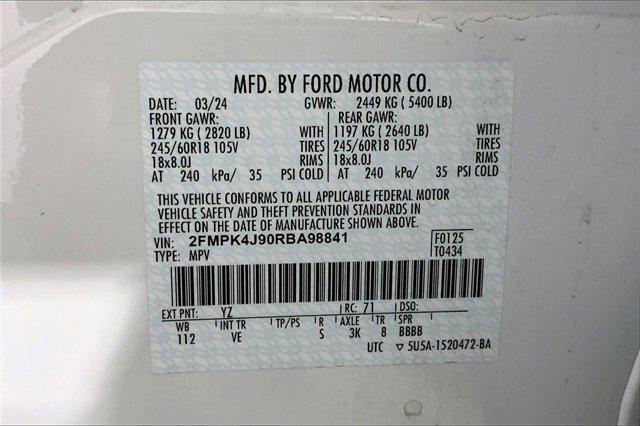 MFD. BY FORD MOTOR CO.
DATE: 03/24 GVWR: 2449 KG ( 5400 LB)
FRONT GAWR: REAR GAWR:
1279 KG ( 2820 LB) WITH 1197 KG ( 2640 LB) WITH
245/60R18 105V TIRES 245/60R18 105V TIRES
18x8.0J RIMS 18x8.0J RIMS
AT 240 kPa/ 35 PSI COLD AT 240 kPa/ 35 PSI COLD
THIS VEHICLE CONFORMS TO ALL APPLICABLE FEDERAL MOTOR
VEHICLE SAFETY AND THEFT PREVENTION STANDARDS IN
EFFECT ON THE DATE OF MANUFACTURE SHOWN ABOVE.
VIN: 2FMPK4J90RBA98841 F0125
TYPE: MPV T0434
EXT PNT: YZ RC: 71 DSO:
WB INT TR TP/PS R AXLE TR SPR
112 VE S 3K 8 BBBB
UTC ▽ 5U5A-1520472-BA